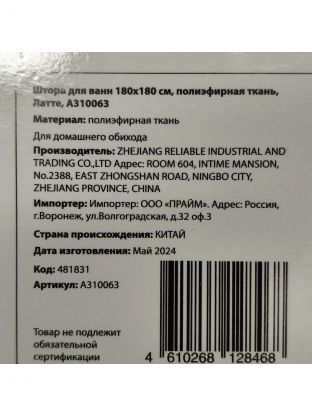 Штора для ванн 180х180 см, полиэфирная ткань,
Латте, А310063
Материал: полиэфирная ткань
Для домашнего обихода
Производитель: ZHEJIANG RELIABLE INDUSTRIAL AND
TRADING CO.,LTD Адрес: ROOM 604, INTIME MANSION,
No.2388, EAST ZHONGSHAN ROAD, NINGBO CITY,
ZHEJIANG PROVINCE, CHINA
Импортер: Импортер: ООО «ПРАЙМ». Адрес: Россия,
г.Воронеж, ул.Волгоградская, д.32 оф.3
Страна происхождения: КИТАЙ
Дата изготовления: Май 2024
Код: 481831
Артикул: А310063
Товар не подлежит
обязательной
сертификации
4 610268 128468